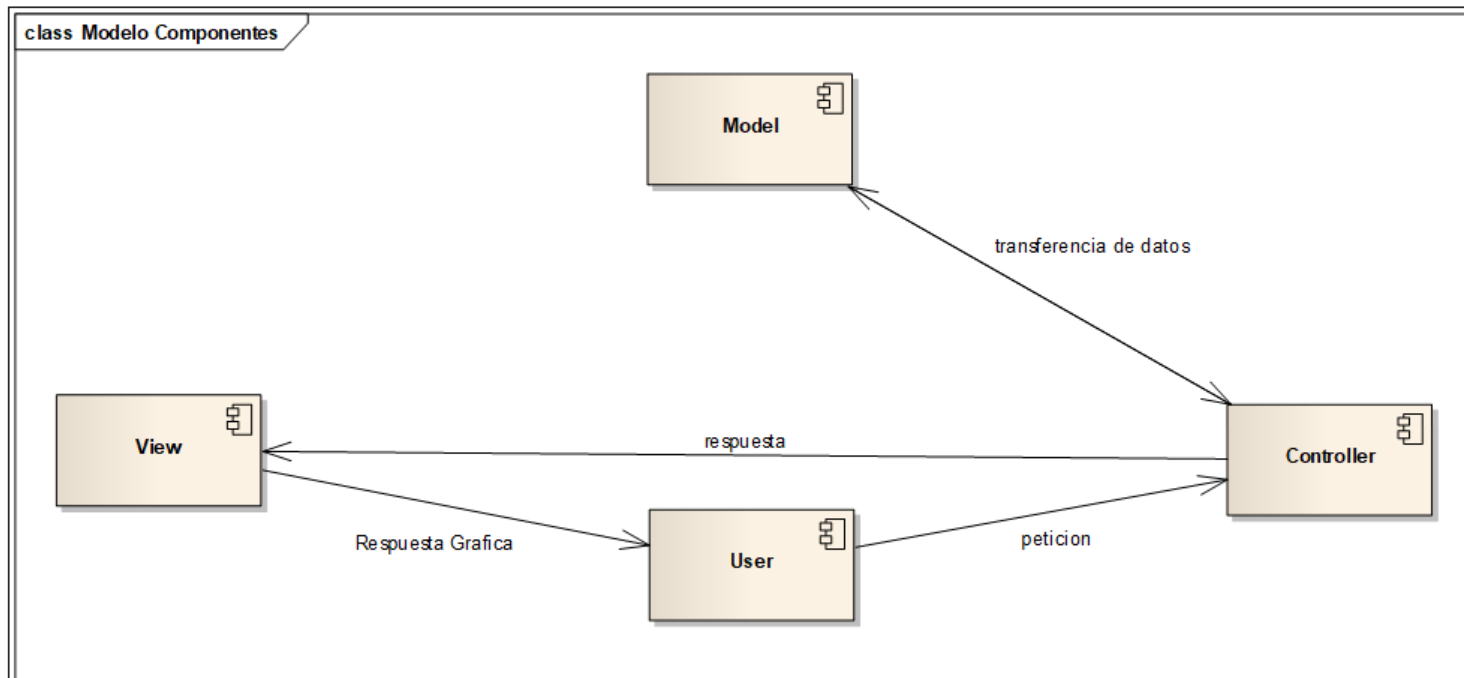 class Modelo Componentes
Model
transferencia de datos
respuesta
View
Controller
Respuesta Grafica
User
peticion